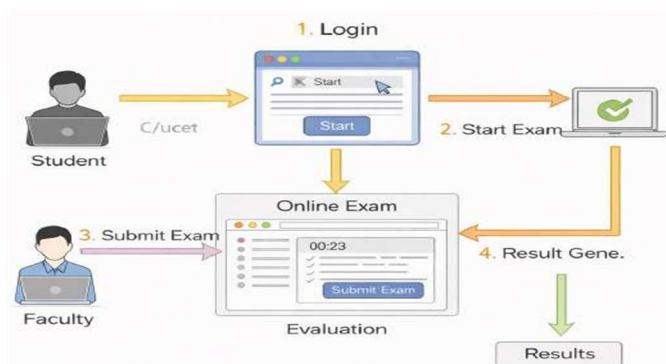 1. Login
Start
C/ucet
Start
2. Start Exam
Student
Online Exam
3. Submit Exam
00:23
4. Result Gene.
Submit Exam
Faculty
Evaluation
Results